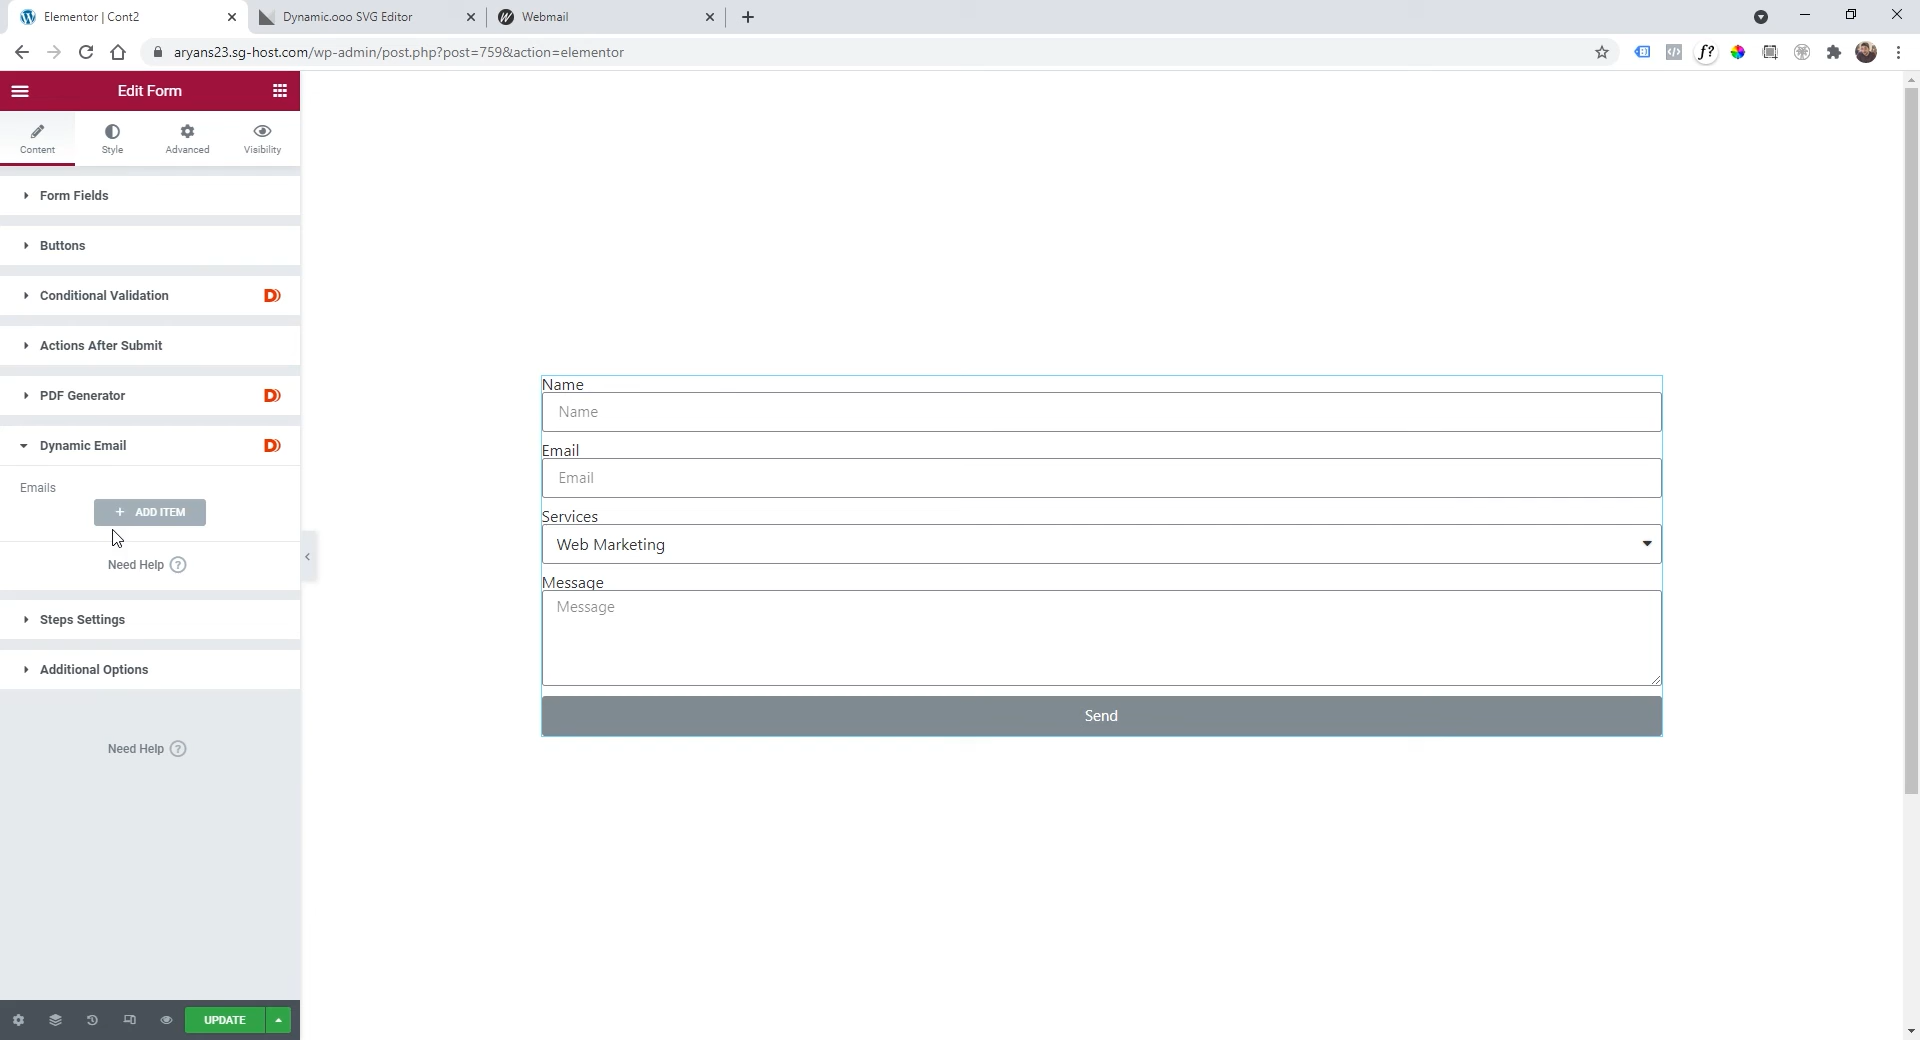 Elementor | Cont2
Dynamic.ooo SVG Editor
Webmail
aryans23.sg-host.com/wp-admin/post.php?post=759&action=elementor
f?
Edit Form
Content
Style
Advanced
Visibility
Form Fields
Buttons
Conditional Validation
Actions After Submit
PDF Generator
Dynamic Email
Emails
+ ADD ITEM
Need Help ?
Steps Settings
Additional Options
Need Help ?
UPDATE
Name
Name
Email
Email
Services
Web Marketing
Message
Message
Send